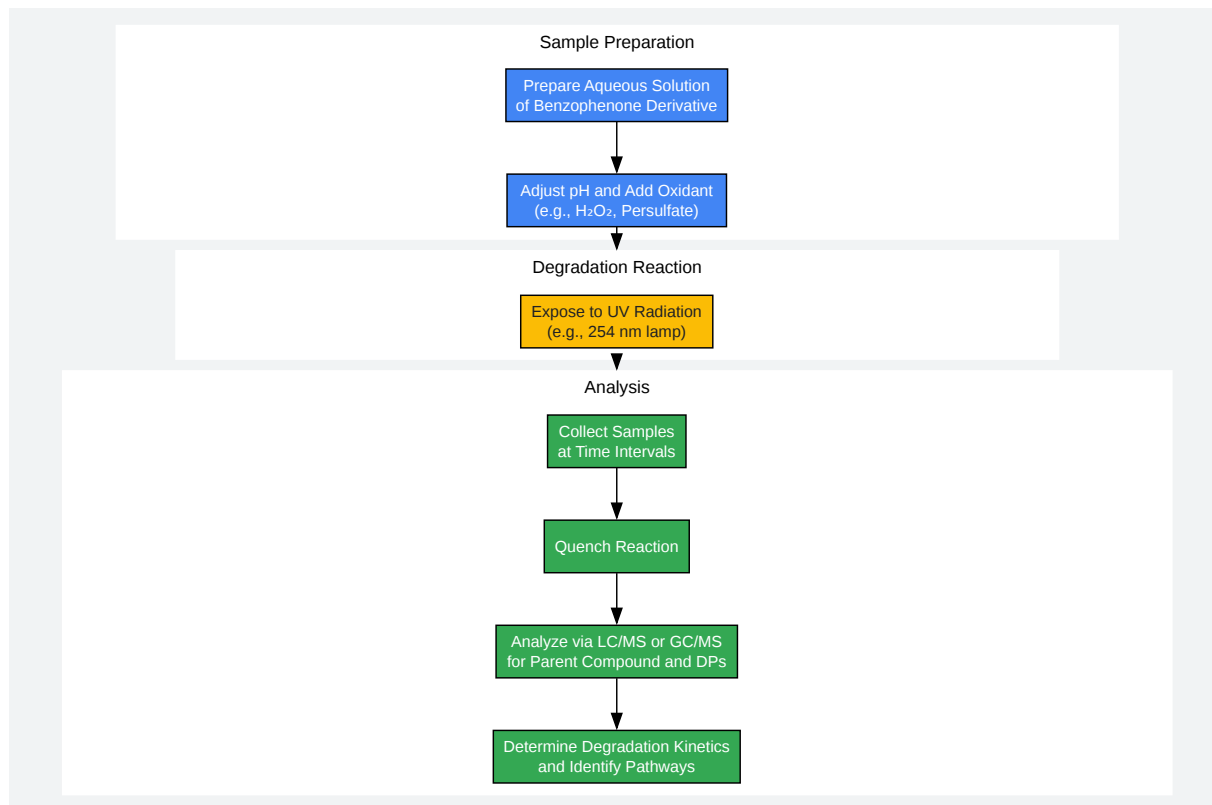 Sample Preparation
Prepare Aqueous Solution
of Benzophenone Derivative
Adjust pH and Add Oxidant
(e.g., H₂O₂, Persulfate)
Degradation Reaction
Expose to UV Radiation
(e.g., 254 nm lamp)
Analysis
Collect Samples
at Time Intervals
Quench Reaction
Analyze via LC/MS or GC/MS
for Parent Compound and DPs
Determine Degradation Kinetics
and Identify Pathways